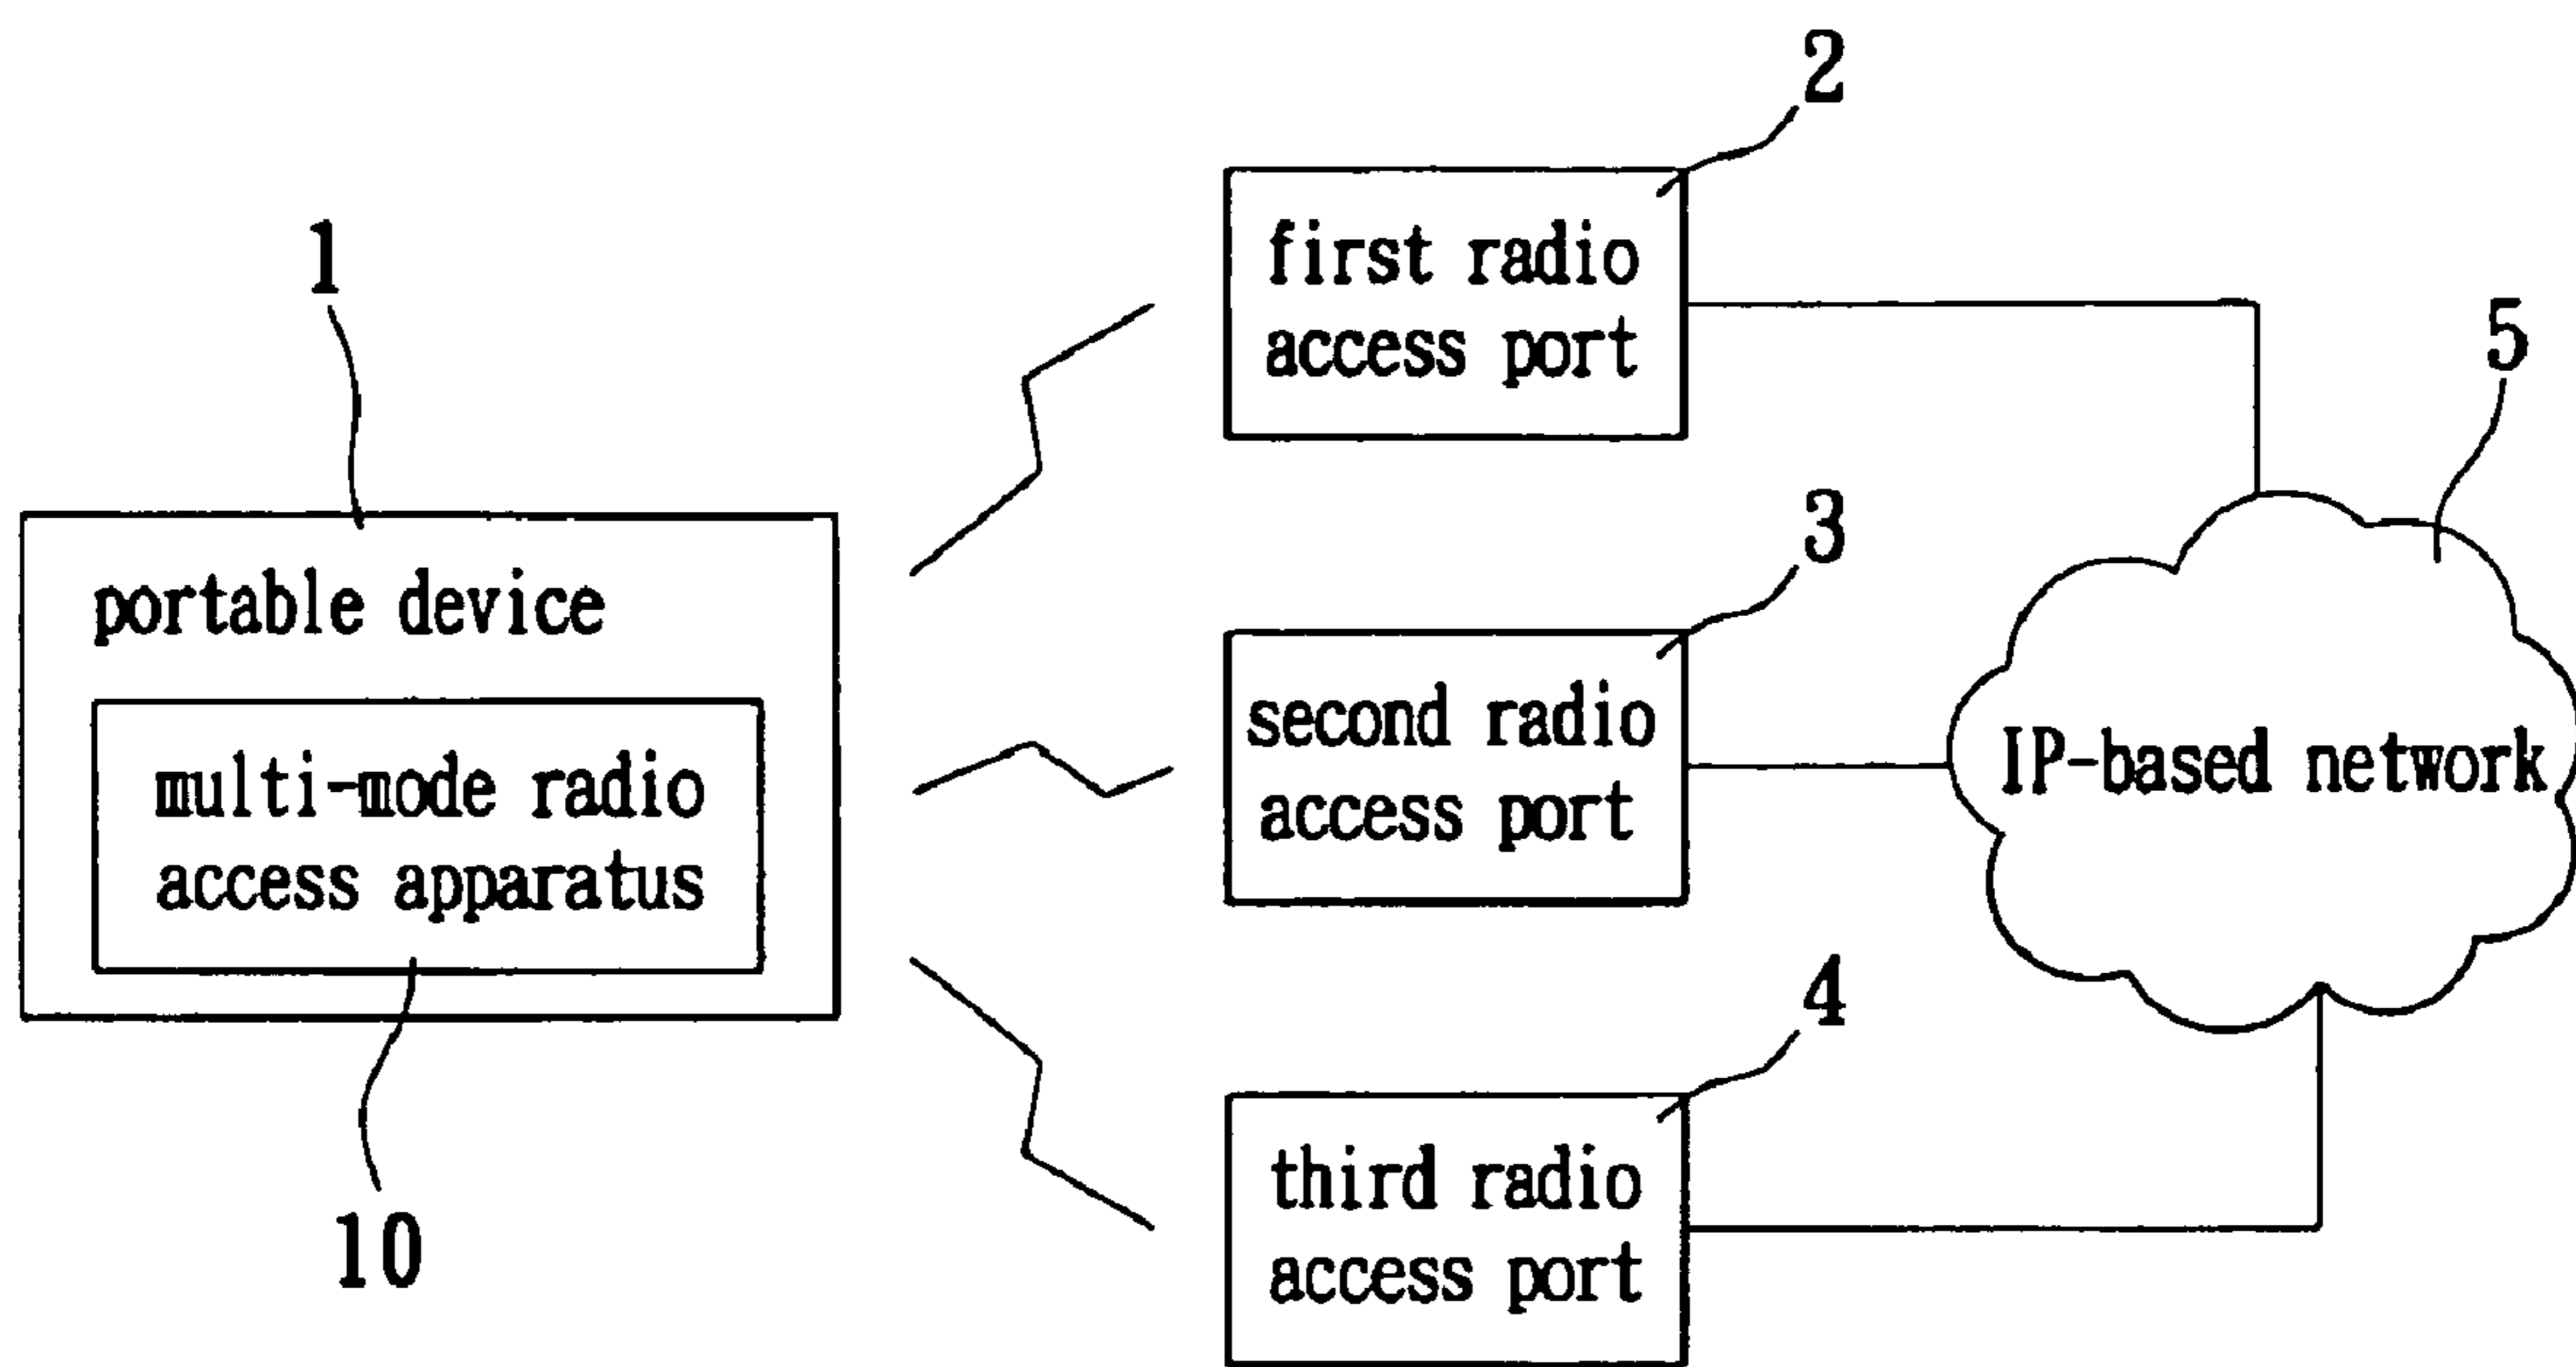 1
portable device
multi-mode radio
access apparatus
10
2
first radio
access port
3
second radio
access port
4
third radio
access port
5
IP-based network